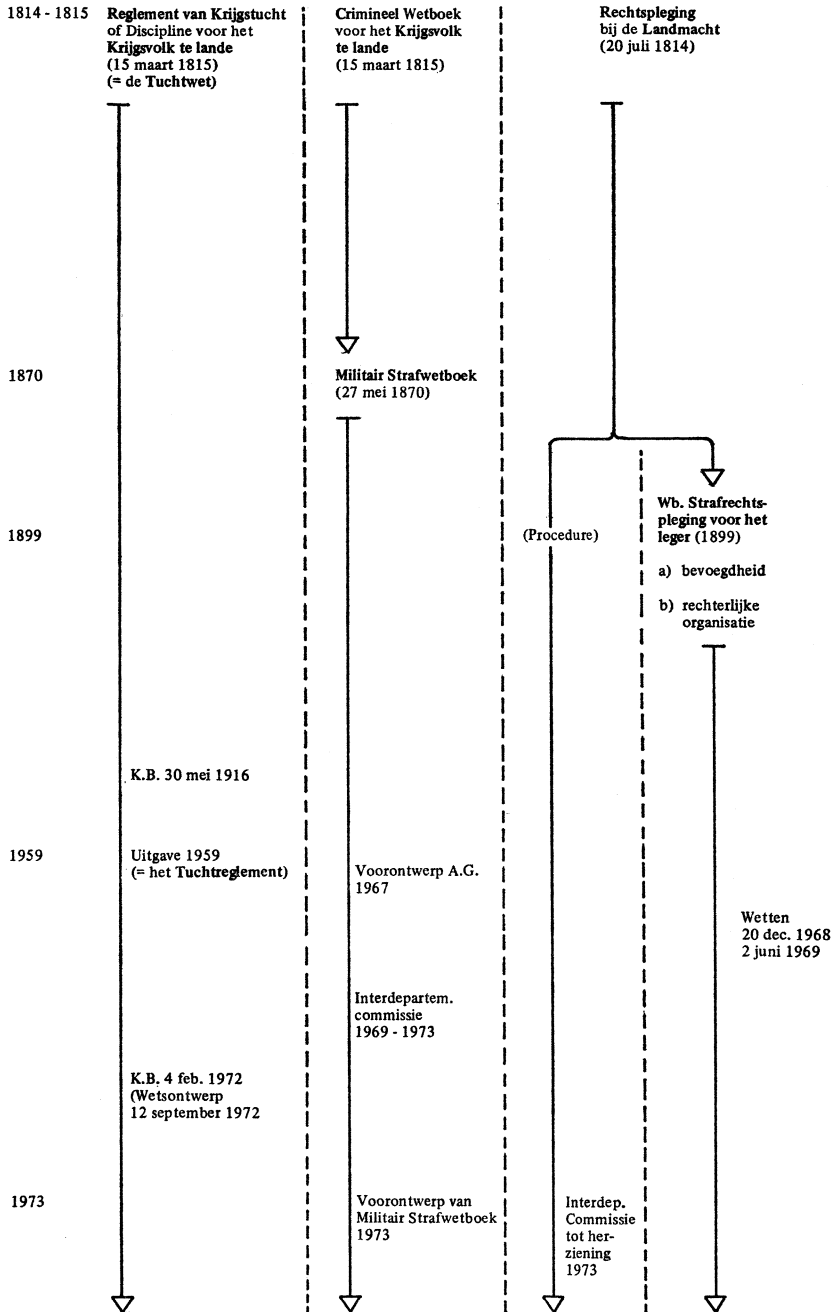 1814 - 1815
Reglement van Krijgstucht
of Discipline voor het
Krijgsvolk te lande
(15 maart 1815)
(= de Tuchtwet)
Crimineel Wetboek
voor het Krijgsvolk
te lande
(15 maart 1815)
Rechtspleging
bij de Landmacht
(20 juli 1814)
1870
Militair Strafwetboek
(27 mei 1870)
1899
(Procedure)
Wb. Strafrechts-
pleging voor het
leger (1899)
a) bevoegdheid
b) rechterlijke
organisatie
K.B. 30 mei 1916
1959
Uitgave 1959
(= het Tuchtreglement)
Voorontwerp A.G.
1967
Wetten
20 dec. 1968
2 juni 1969
Interdepartem.
commissie
1969 - 1973
K.B. 4 feb. 1972
(Wetsontwerp
12 september 1972
1973
Voorontwerp van
Militair Strafwetboek
1973
Interdep.
Commissie
tot her-
ziening
1973